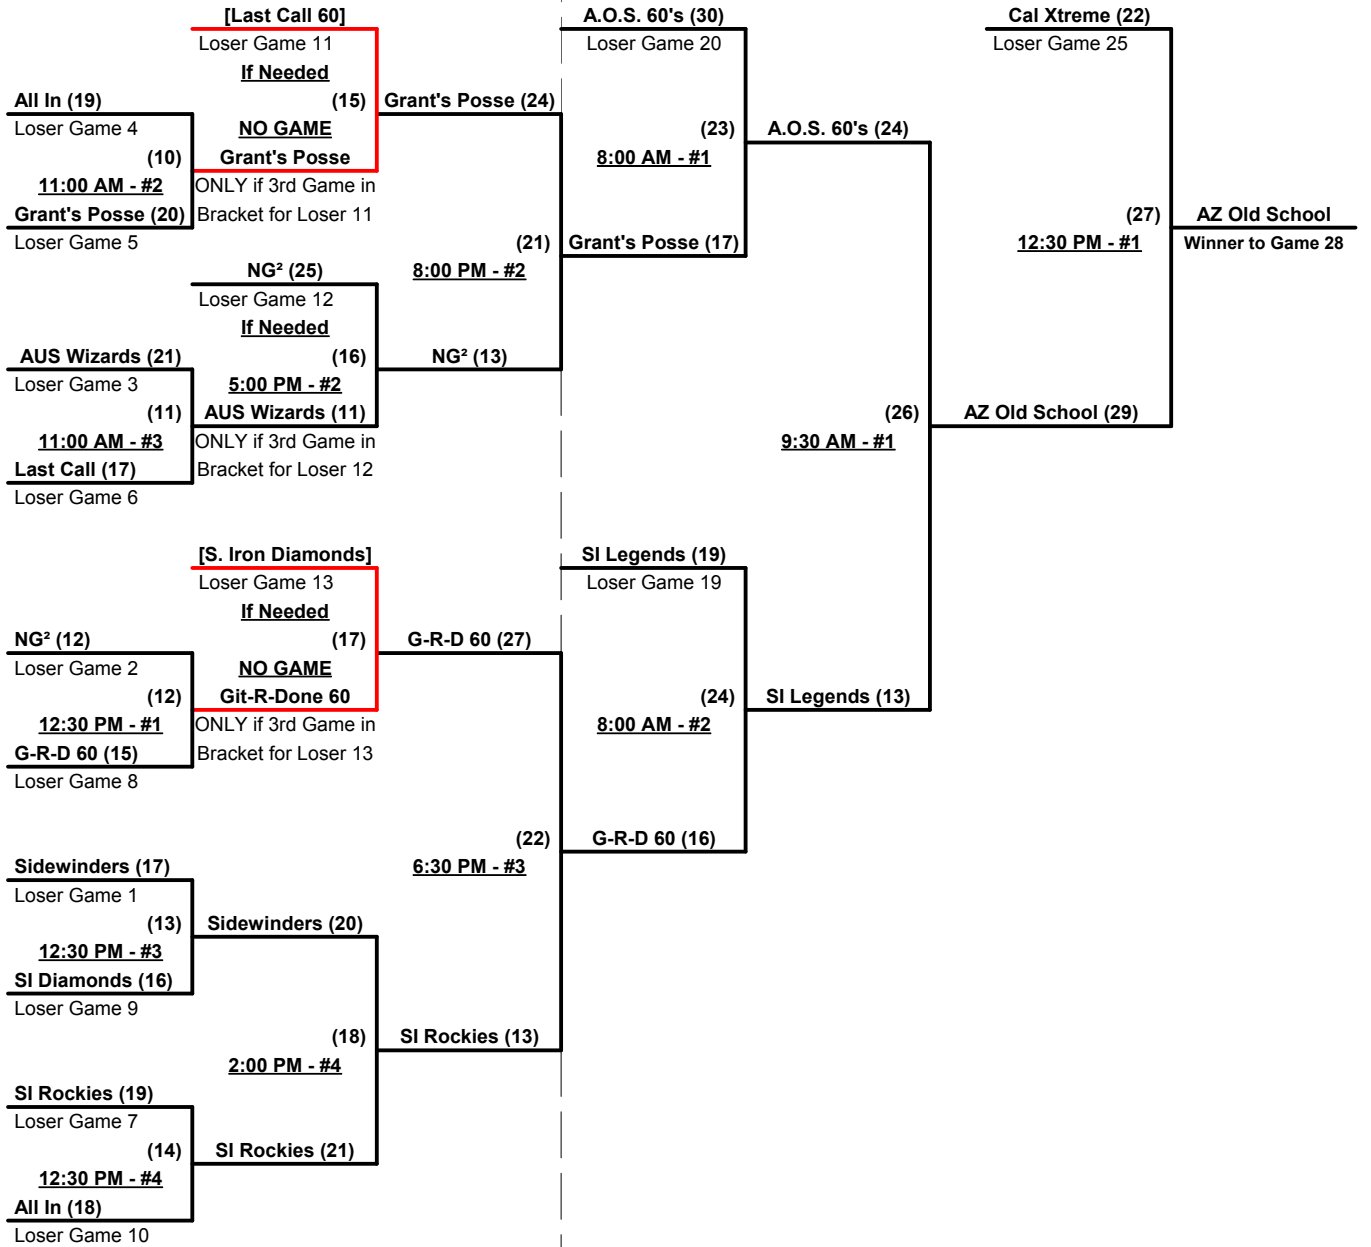 [Last Call 60]
Loser Game 11
If Needed
All In (19)
(15)
Grant's Posse (24)
Loser Game 4
NO GAME
(10)
Grant's Posse
11:00 AM - #2
ONLY if 3rd Game in
Grant's Posse (20)
Bracket for Loser 11
Loser Game 5
NG² (25)
Loser Game 12
If Needed
AUS Wizards (21)
(16)
NG² (13)
Loser Game 3
5:00 PM - #2
(11)
AUS Wizards (11)
11:00 AM - #3
ONLY if 3rd Game in
Last Call (17)
Bracket for Loser 12
Loser Game 6
(21)
8:00 PM - #2
[S. Iron Diamonds]
Loser Game 13
If Needed
NG² (12)
(17)
G-R-D 60 (27)
Loser Game 2
NO GAME
(12)
Git-R-Done 60
12:30 PM - #1
ONLY if 3rd Game in
G-R-D 60 (15)
Bracket for Loser 13
Loser Game 8
(22)
6:30 PM - #3
Sidewinders (17)
Loser Game 1
(13)
Sidewinders (20)
12:30 PM - #3
SI Diamonds (16)
Loser Game 9
(18)
SI Rockies (13)
2:00 PM - #4
SI Rockies (19)
Loser Game 7
(14)
SI Rockies (21)
12:30 PM - #4
All In (18)
Loser Game 10
A.O.S. 60's (30)
Loser Game 20
(23)
A.O.S. 60's (24)
8:00 AM - #1
Grant's Posse (17)
SI Legends (19)
Loser Game 19
(24)
SI Legends (13)
8:00 AM - #2
G-R-D 60 (16)
(26)
9:30 AM - #1
Cal Xtreme (22)
Loser Game 25
(27)
AZ Old School
12:30 PM - #1
Winner to Game 28
AZ Old School (29)